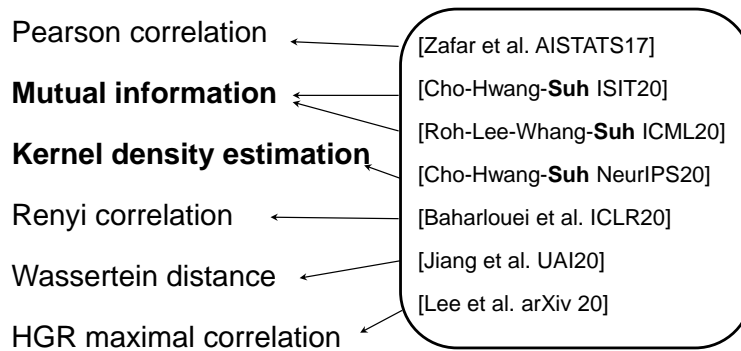 Pearson correlation
Mutual information
Kernel density estimation
Renyi correlation
Wassertein distance
HGR maximal correlation
[Zafar et al. AISTATS17]
[Cho-Hwang-Suh ISIT20]
[Roh-Lee-Whang-Suh ICML20]
[Cho-Hwang-Suh NeurIPS20]
[Baharlouei et al. ICLR20]
[Jiang et al. UAI20]
[Lee et al. arXiv 20]